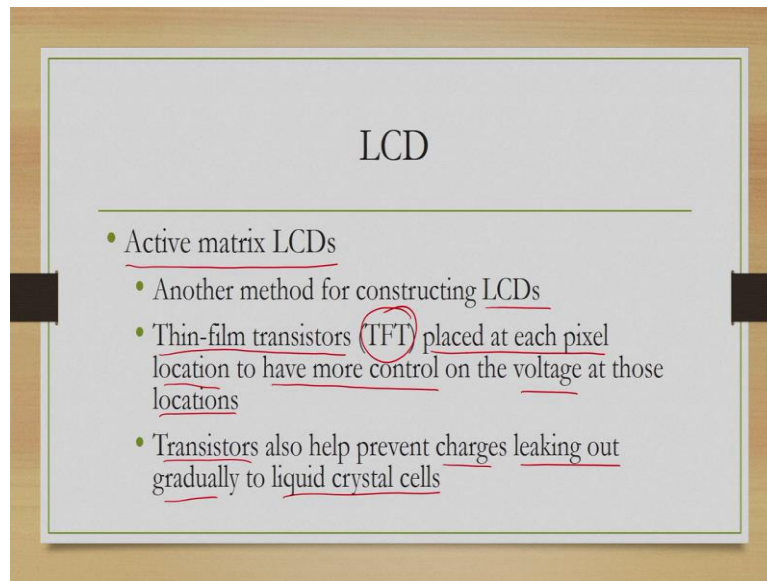 LCD
• Active matrix LCDs
• Another method for constructing LCDs
• Thin-film transistors (TFT) placed at each pixel
location to have more control on the voltage at those
locations
• Transistors also help prevent charges leaking out
gradually to liquid crystal cells